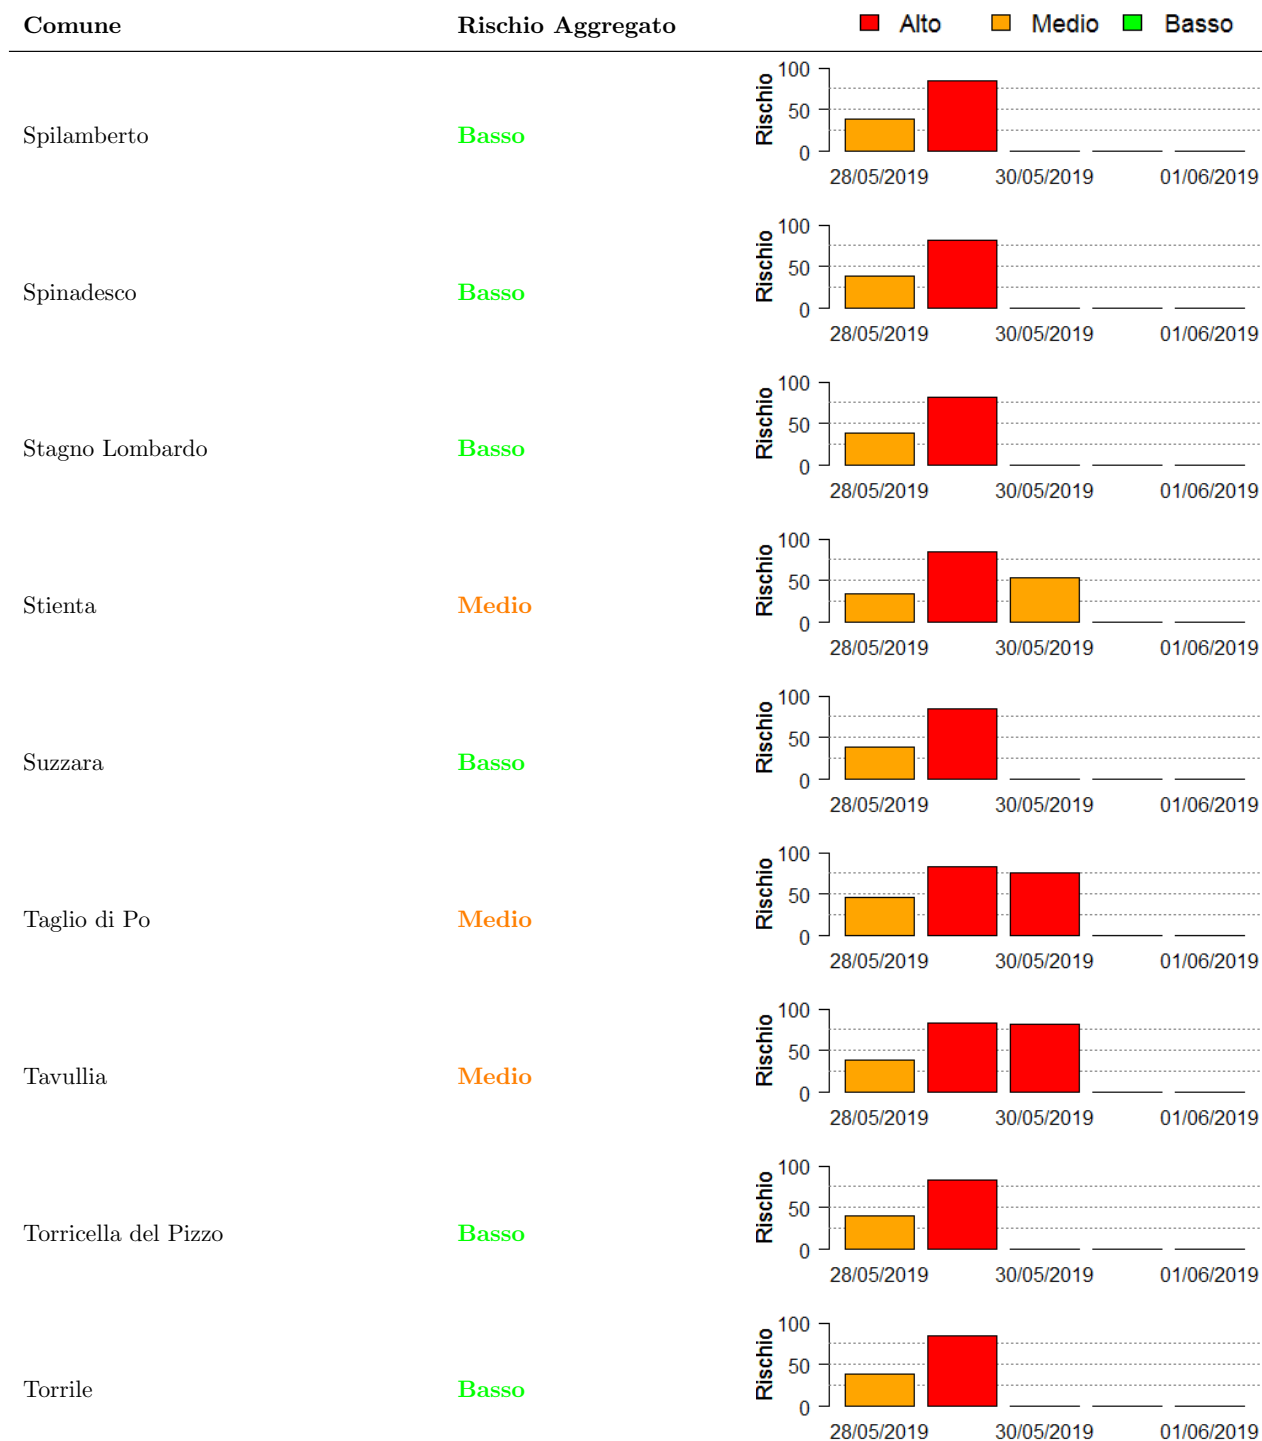 Comune Rischio Aggregato Alto Medio Basso
100
50
0
Rischio
Spilamberto Basso
28/05/2019 30/05/2019 01/06/2019
100
50
0
Rischio
Spinadesco Basso
28/05/2019 30/05/2019 01/06/2019
100
50
0
Rischio
Stagno Lombardo Basso
28/05/2019 30/05/2019 01/06/2019
100
50
0
Rischio
Stienta Medio
28/05/2019 30/05/2019 01/06/2019
100
50
0
Rischio
Suzzara Basso
28/05/2019 30/05/2019 01/06/2019
100
50
0
Rischio
Taglio di Po Medio
28/05/2019 30/05/2019 01/06/2019
100
50
0
Rischio
Tavullia Medio
28/05/2019 30/05/2019 01/06/2019
100
50
0
Rischio
Torricella del Pizzo Basso
28/05/2019 30/05/2019 01/06/2019
100
50
0
Rischio
Torrile Basso
28/05/2019 30/05/2019 01/06/2019